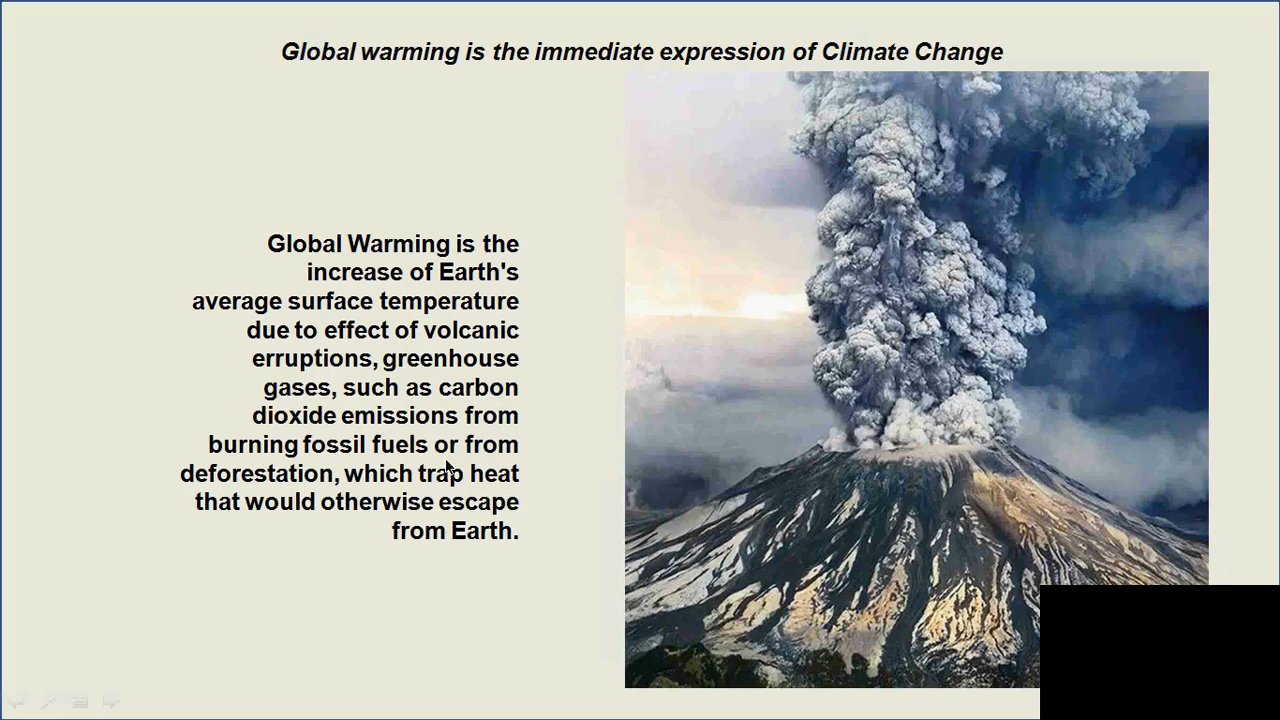 Global warming is the immediate expression of Climate Change
Global Warming is the
increase of Earth's
average surface temperature
due to effect of volcanic
erruptions, greenhouse
gases, such as carbon
dioxide emissions from
burning fossil fuels or from
deforestation, which trap heat
that would otherwise escape
from Earth.